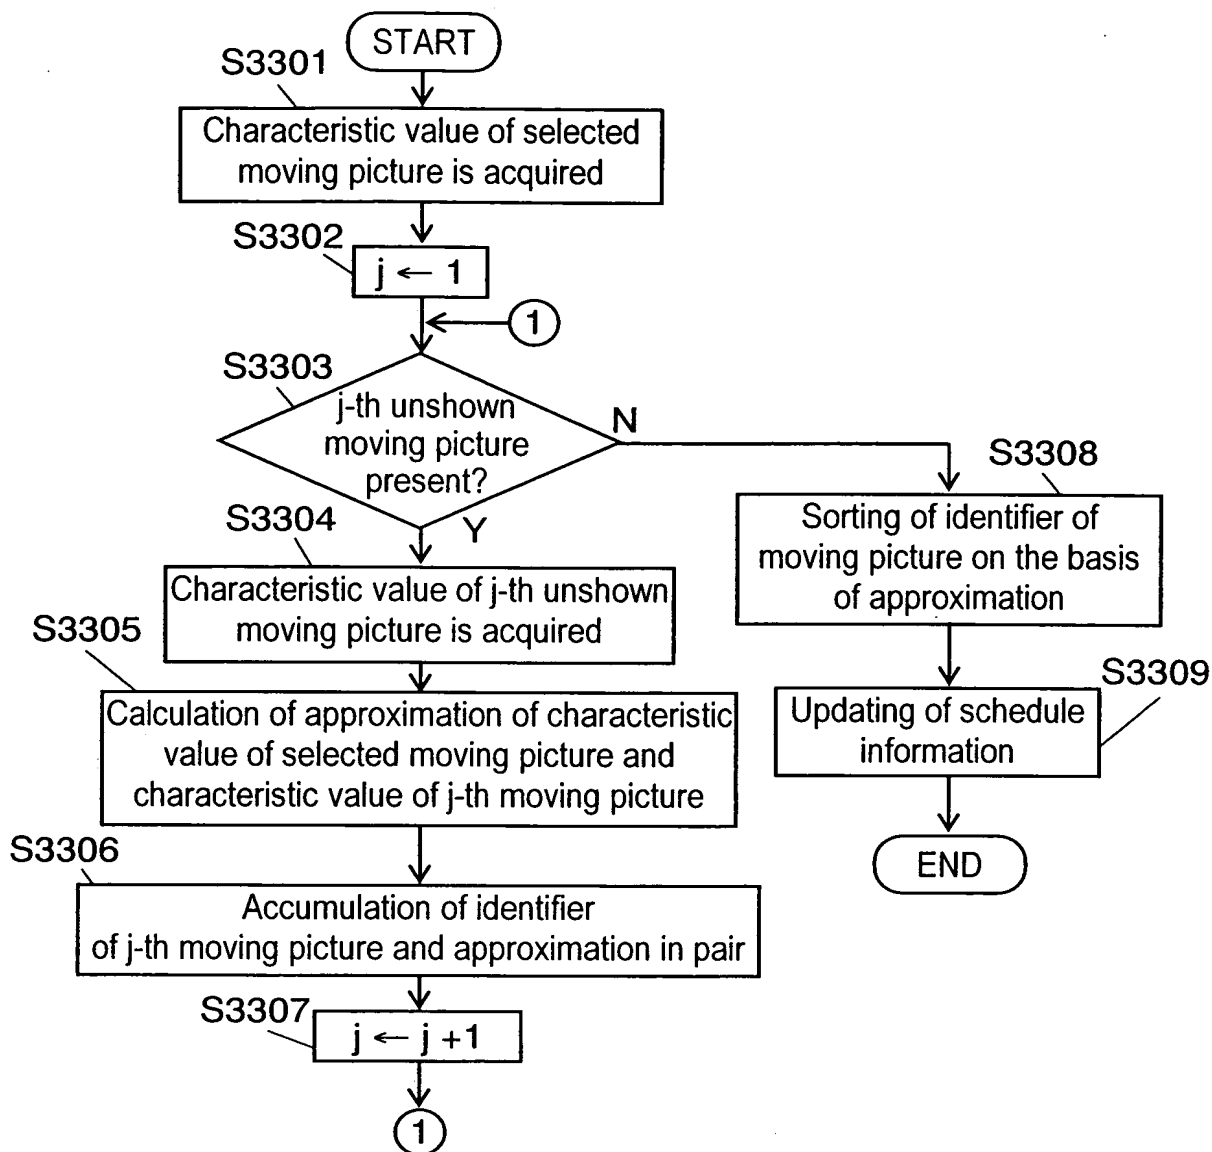 START
S3301
Characteristic value of selected
moving picture is acquired
S3302
j ← 1
1
S3303
j-th unshown
moving picture
present?
N
Y
S3304
Characteristic value of j-th unshown
moving picture is acquired
S3305
Calculation of approximation of characteristic
value of selected moving picture and
characteristic value of j-th moving picture
S3306
Accumulation of identifier
of j-th moving picture and approximation in pair
S3307
j ← j +1
1
S3308
Sorting of identifier of
moving picture on the basis
of approximation
S3309
Updating of schedule
information
END